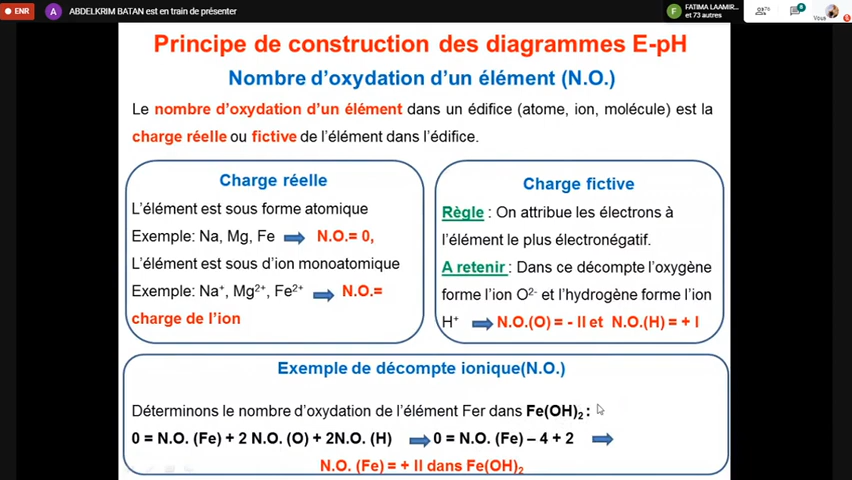 ENR
A
ABDELKRIM BATAN est en train de présenter
F
FATIMA LAAMIR...
et 73 autres
76
8
Vous
Principe de construction des diagrammes E-pH
Nombre d'oxydation d'un élément (N.O.)
Le nombre d'oxydation d'un élément dans un édifice (atome, ion, molécule) est la
charge réelle ou fictive de l'élément dans l'édifice.
Charge réelle
L'élément est sous forme atomique
Exemple: Na, Mg, Fe N.O.= 0,
L'élément est sous d'ion monoatomique
Exemple: Na⁺, Mg²⁺, Fe²⁺ N.O.=
charge de l'ion
Charge fictive
Règle : On attribue les électrons à
l'élément le plus électronégatif.
A retenir : Dans ce décompte l'oxygène
forme l'ion O²⁻ et l'hydrogène forme l'ion
H⁺ N.O.(O) = - II et N.O.(H) = + I
Exemple de décompte ionique(N.O.)
Déterminons le nombre d'oxydation de l'élément Fer dans Fe(OH)₂ :
0 = N.O. (Fe) + 2 N.O. (O) + 2N.O. (H) 0 = N.O. (Fe) – 4 + 2
N.O. (Fe) = + II dans Fe(OH)₂